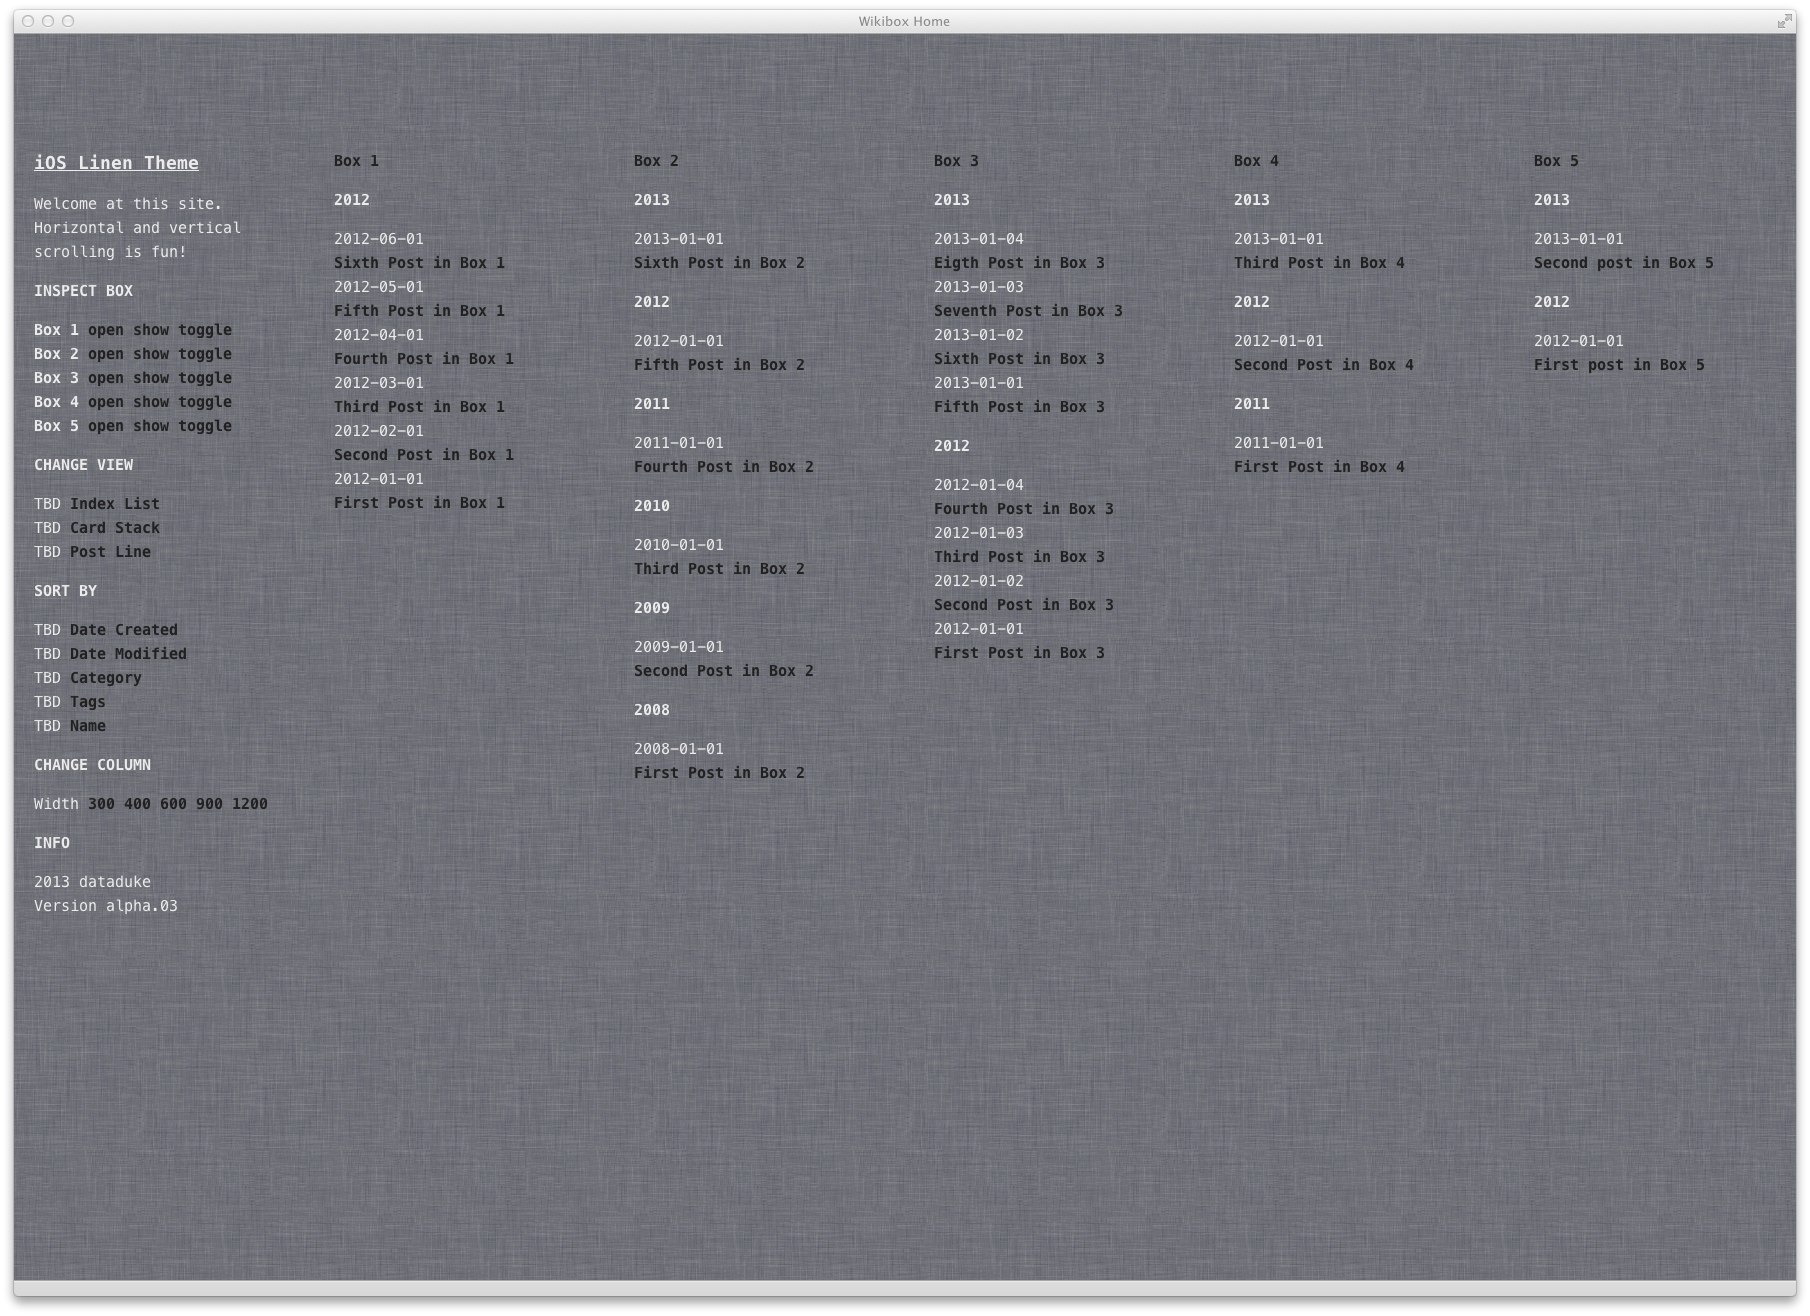 Wikibox Home
iOS Linen Theme
Welcome at this site.
Horizontal and vertical
scrolling is fun!
INSPECT BOX
Box 1 open show toggle
Box 2 open show toggle
Box 3 open show toggle
Box 4 open show toggle
Box 5 open show toggle
CHANGE VIEW
TBD Index List
TBD Card Stack
TBD Post Line
SORT BY
TBD Date Created
TBD Date Modified
TBD Category
TBD Tags
TBD Name
CHANGE COLUMN
Width 300 400 600 900 1200
INFO
2013 dataduke
Version alpha.03
Box 1
2012
2012-06-01
Sixth Post in Box 1
2012-05-01
Fifth Post in Box 1
2012-04-01
Fourth Post in Box 1
2012-03-01
Third Post in Box 1
2012-02-01
Second Post in Box 1
2012-01-01
First Post in Box 1
Box 2
2013
2013-01-01
Sixth Post in Box 2
2012
2012-01-01
Fifth Post in Box 2
2011
2011-01-01
Fourth Post in Box 2
2010
2010-01-01
Third Post in Box 2
2009
2009-01-01
Second Post in Box 2
2008
2008-01-01
First Post in Box 2
Box 3
2013
2013-01-04
Eigth Post in Box 3
2013-01-03
Seventh Post in Box 3
2013-01-02
Sixth Post in Box 3
2013-01-01
Fifth Post in Box 3
2012
2012-01-04
Fourth Post in Box 3
2012-01-03
Third Post in Box 3
2012-01-02
Second Post in Box 3
2012-01-01
First Post in Box 3
Box 4
2013
2013-01-01
Third Post in Box 4
2012
2012-01-01
Second Post in Box 4
2011
2011-01-01
First Post in Box 4
Box 5
2013
2013-01-01
Second post in Box 5
2012
2012-01-01
First post in Box 5